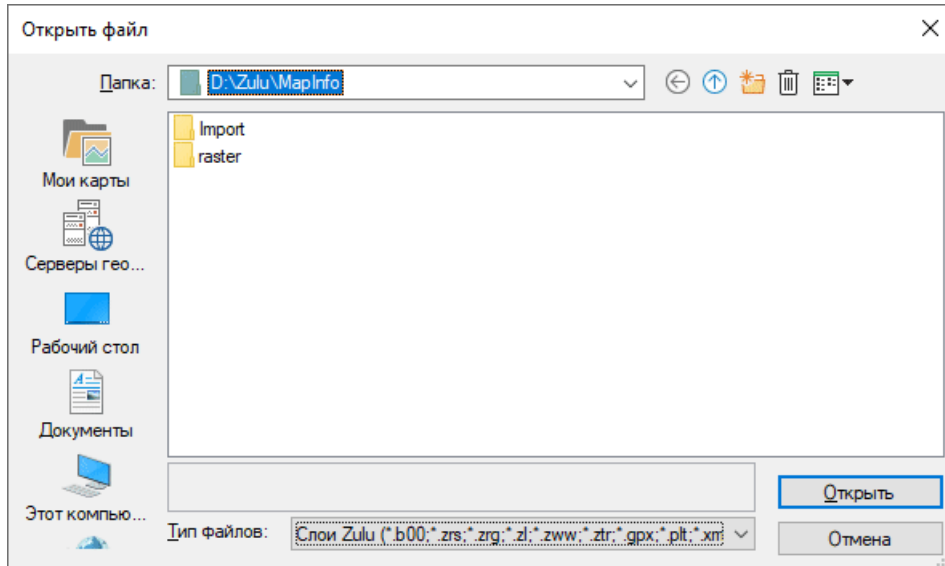 Открыть файл
Папка: D:\Zulu\MapInfo
Import
raster
Мои карты
Серверы гео...
Рабочий стол
Документы
Этот компью...
Открыть
Тип файлов: Слои Zulu (*.b00;*.zrs;*.zrg;*.zl;*.zww;*.ztr;*.gpx;*.plt;*.xm
Отмена